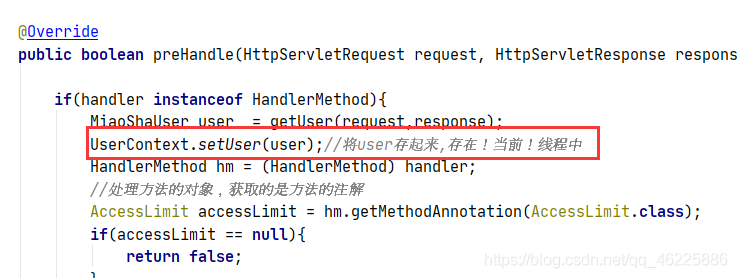 @Override
public boolean preHandle(HttpServletRequest request, HttpServletResponse respons
if(handler instanceof HandlerMethod){
MiaoShaUser user = getUser(request,response);
UserContext.setUser(user);//将user存起来,存在！当前！线程中
HandlerMethod hm = (HandlerMethod) handler;
//处理方法的对象，获取的是方法的注解
AccessLimit accessLimit = hm.getMethodAnnotation(AccessLimit.class);
if(accessLimit == null){
return false;
}
https://blog.csdn.net/qq_46225886